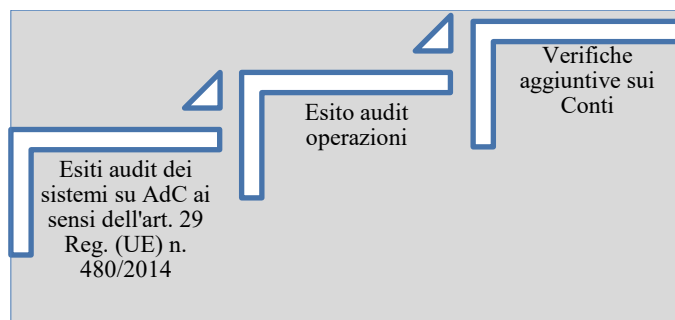 Esiti audit dei
sistemi su AdC ai
sensi dell'art. 29
Reg. (UE) n.
480/2014
Esito audit
operazioni
Verifiche
aggiuntive sui
Conti